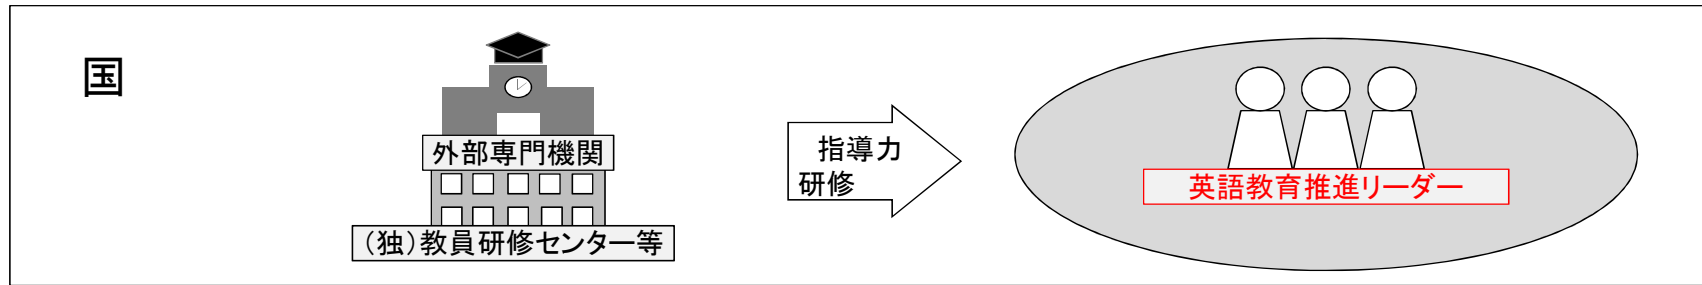 国
外部専門機関
（独）教員研修センター等
指導力
研修
英語教育推進リーダー